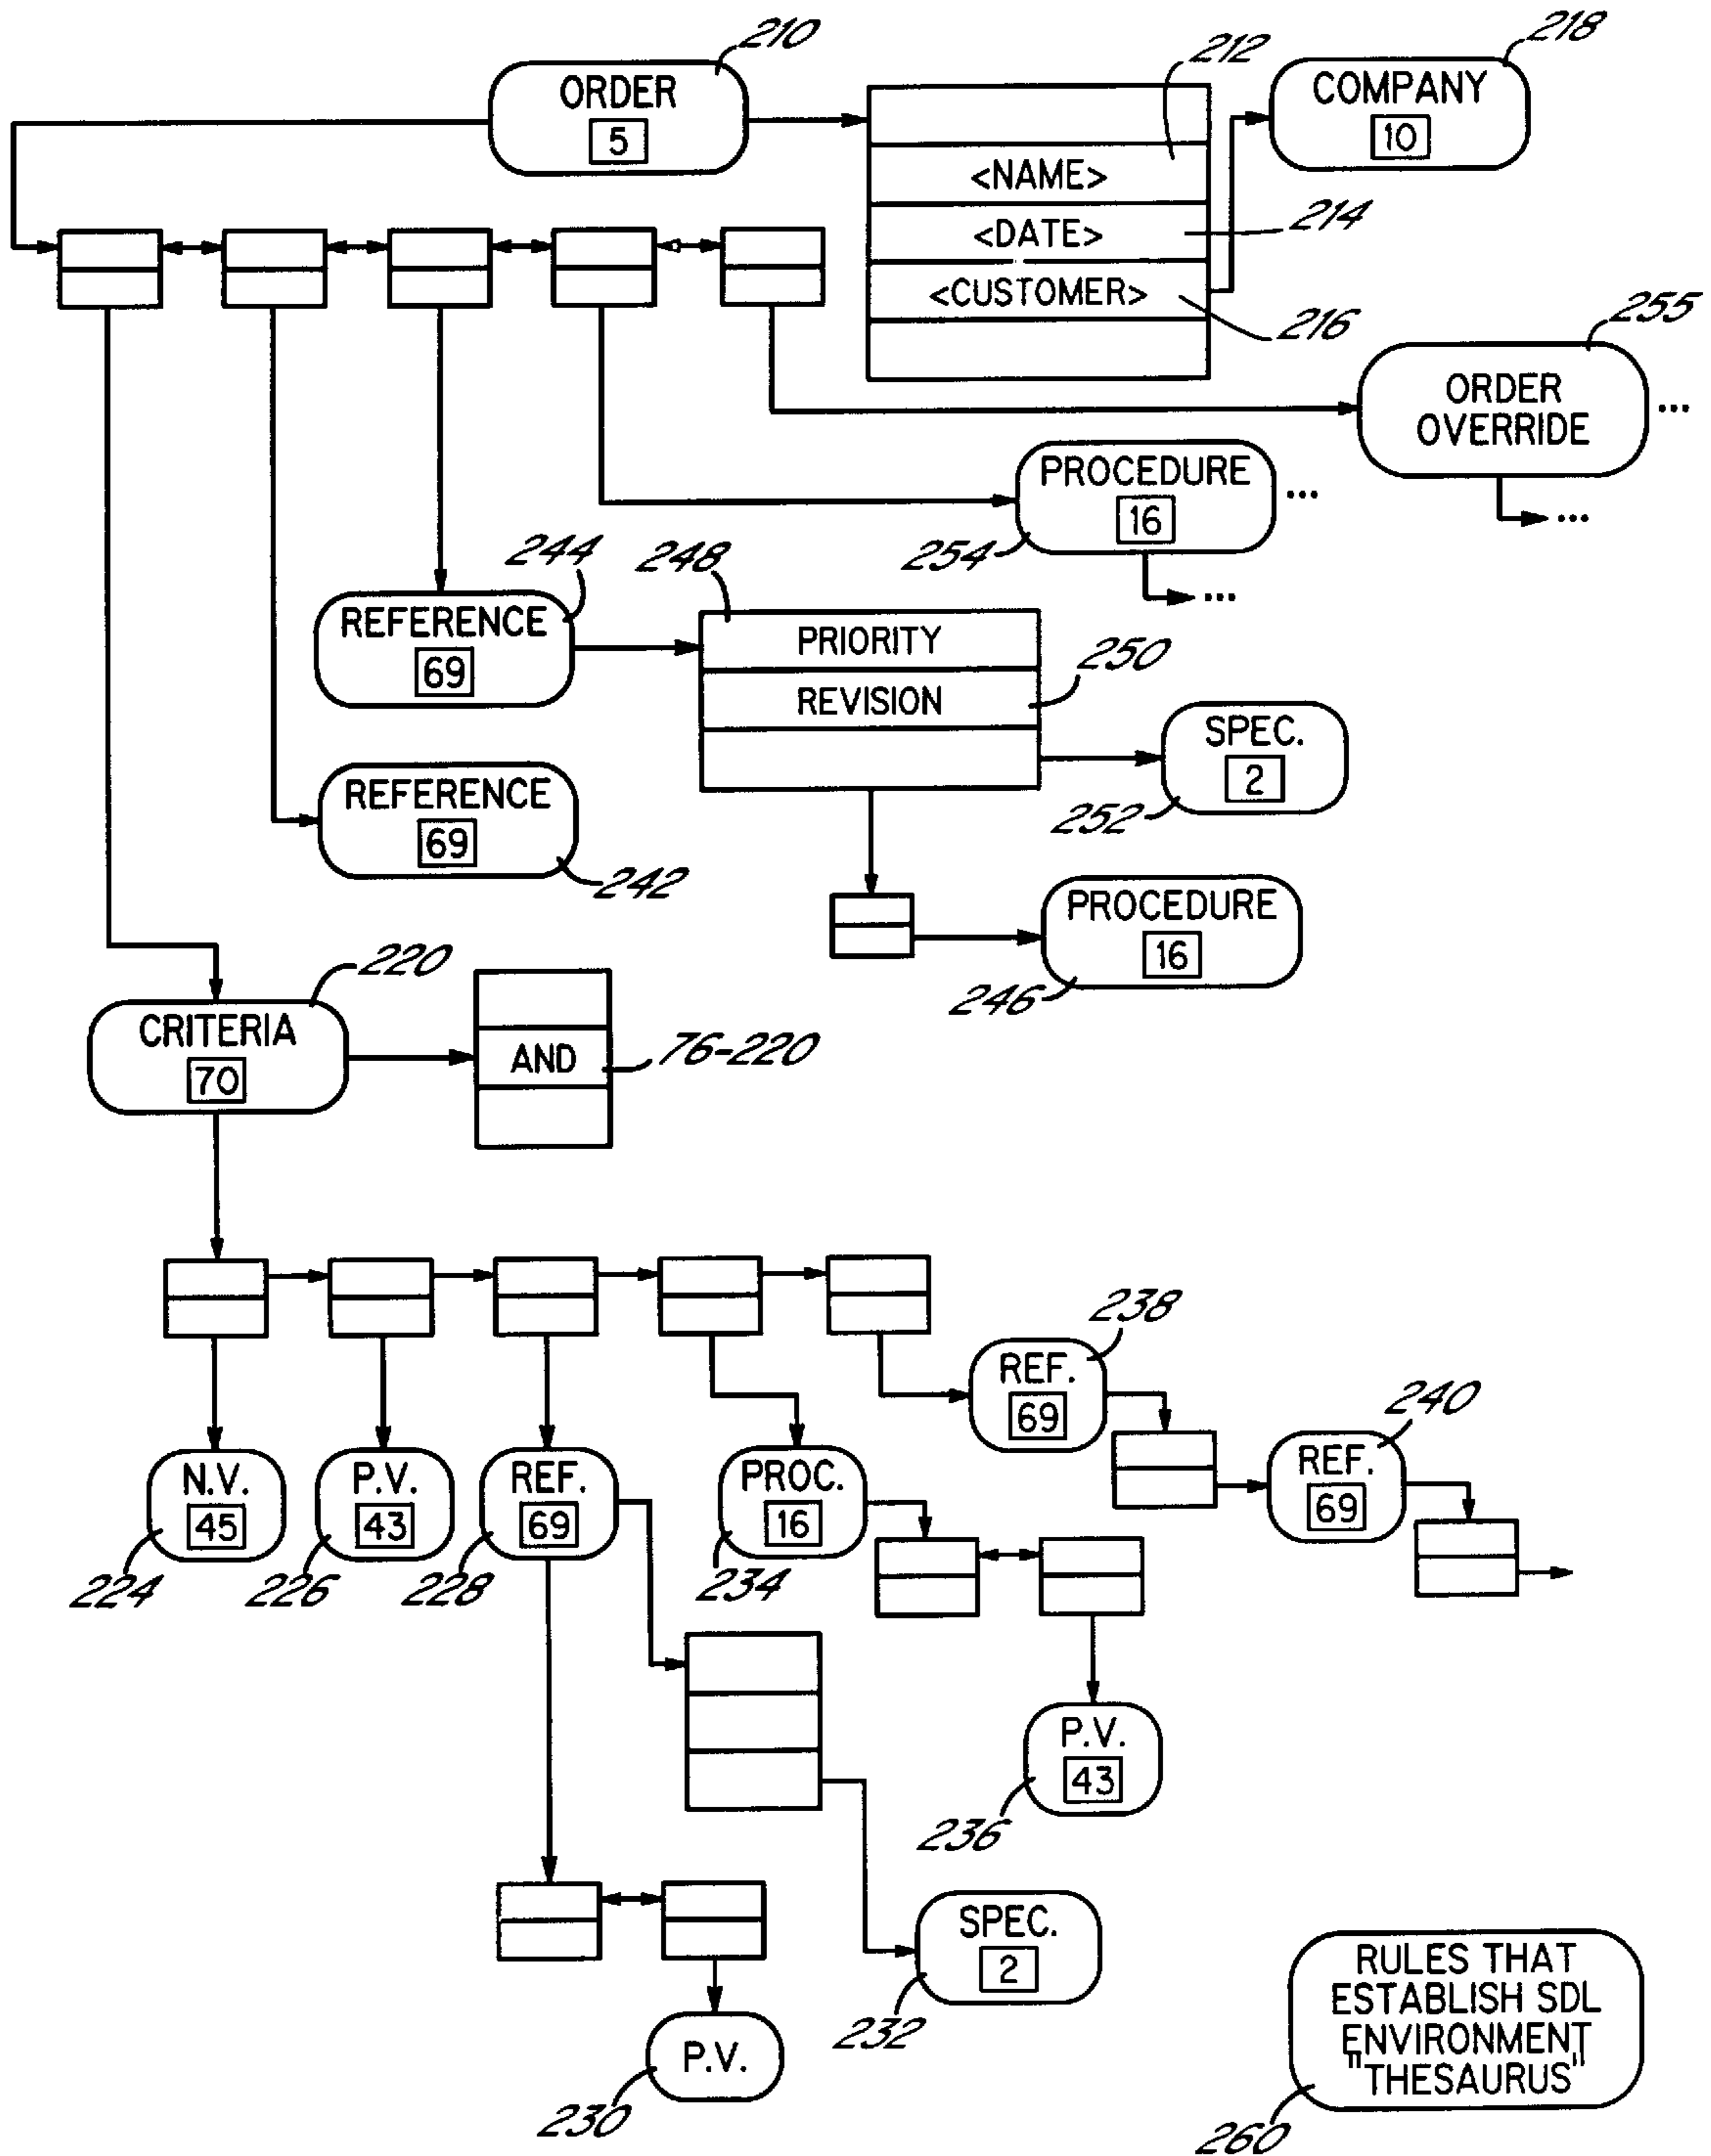 210
212
218
ORDER
5
COMPANY
10
<NAME>
<DATE>
214
<CUSTOMER>
216
255
ORDER
OVERRIDE
...
PROCEDURE
16
...
254
...
...
244
248
REFERENCE
69
PRIORITY
REVISION
250
SPEC.
2
252
REFERENCE
69
242
PROCEDURE
16
246
220
CRITERIA
70
AND
76-220
238
REF.
69
240
REF.
69
N.V.
45
P.V.
43
REF.
69
PROC.
16
224
226
228
234
P.V.
43
236
SPEC.
2
232
P.V.
230
RULES THAT
ESTABLISH SDL
ENVIRONMENT
"THESAURUS"
260